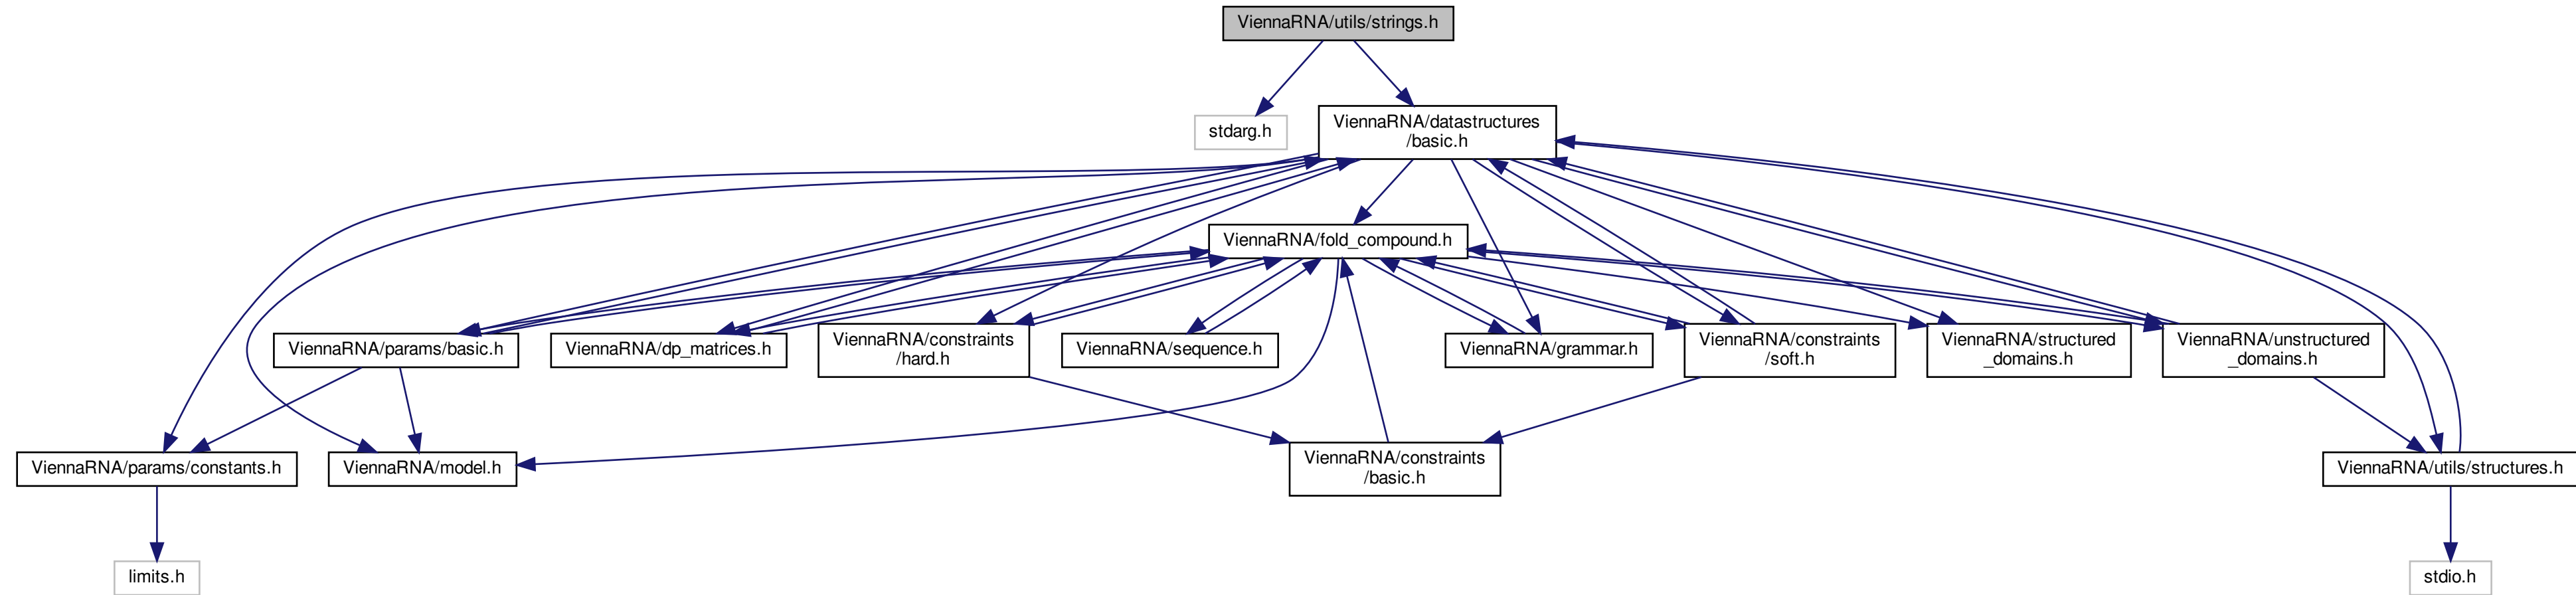 ViennaRNA/utils/strings.h
stdarg.h
ViennaRNA/datastructures
/basic.h
ViennaRNA/fold_compound.h
ViennaRNA/params/basic.h
ViennaRNA/dp_matrices.h
ViennaRNA/constraints
/hard.h
ViennaRNA/sequence.h
ViennaRNA/grammar.h
ViennaRNA/constraints
/soft.h
ViennaRNA/structured
_domains.h
ViennaRNA/unstructured
_domains.h
ViennaRNA/params/constants.h
ViennaRNA/model.h
ViennaRNA/constraints
/basic.h
ViennaRNA/utils/structures.h
limits.h
stdio.h